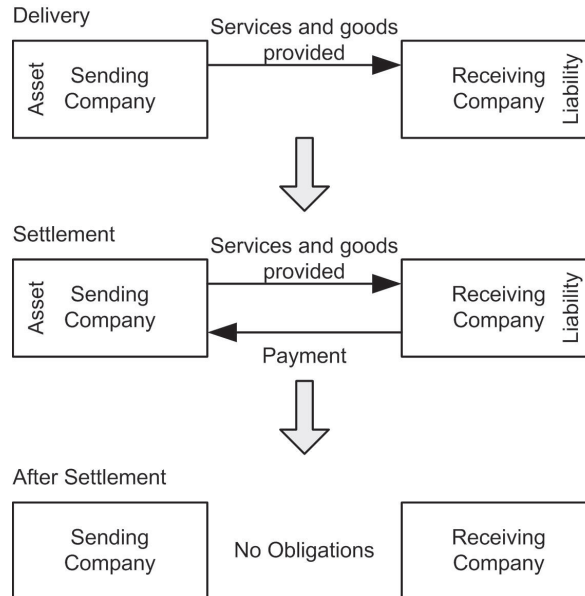 Delivery
Services and goods
provided
Asset
Sending
Company
Receiving
Company
Liability
Settlement
Services and goods
provided
Asset
Sending
Company
Receiving
Company
Liability
Payment
After Settlement
Sending
Company
No Obligations
Receiving
Company